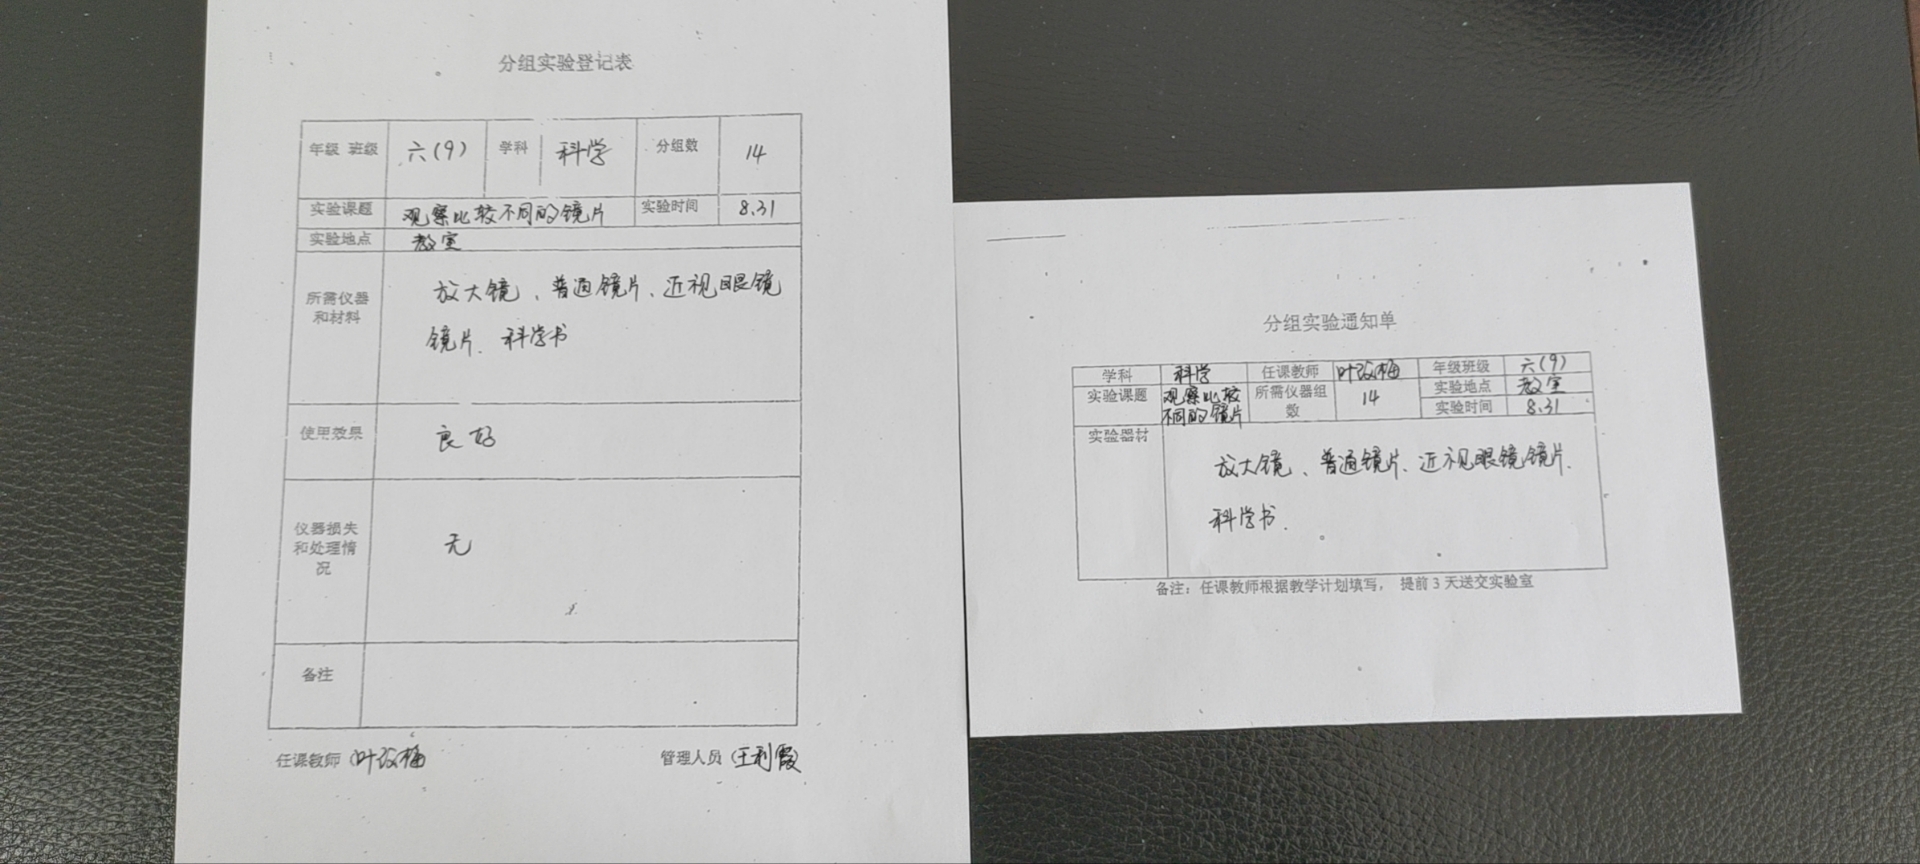 分组实验登记表
年级 班级 六(9) 学科 科学 分组数 14
实验课题 观察比较不同的镜片 实验时间 8.31
实验地点 教室
所需仪器和材料
放大镜、普通镜片、近视眼镜
镜片、科学书
使用效果 良好
仪器损失和处理情况 无
备注
任课教师(叶改梅 管理人员(王利霞)
分组实验通知单
学科 科学 任课教师 叶改梅 年级班级 六(9)
实验课题 观察比较不同的镜片 所需仪器组数 14 实验地点 教室
实验时间 8.31
实验器材
放大镜、普通镜片、近视眼镜镜片、
科学书.
备注:任课教师根据教学计划填写, 提前 3 天送交实验室